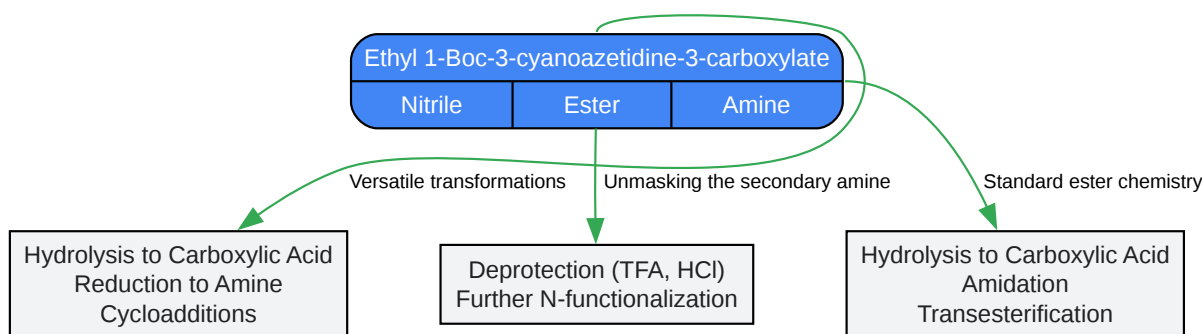 Ethyl 1-Boc-3-cyanoazetidine-3-carboxylate
Nitrile
Ester
Amine
Versatile transformations
Unmasking the secondary amine
Standard ester chemistry
Hydrolysis to Carboxylic Acid
Reduction to Amine
Cycloadditions
Deprotection (TFA, HCl)
Further N-functionalization
Hydrolysis to Carboxylic Acid
Amidation
Transesterification